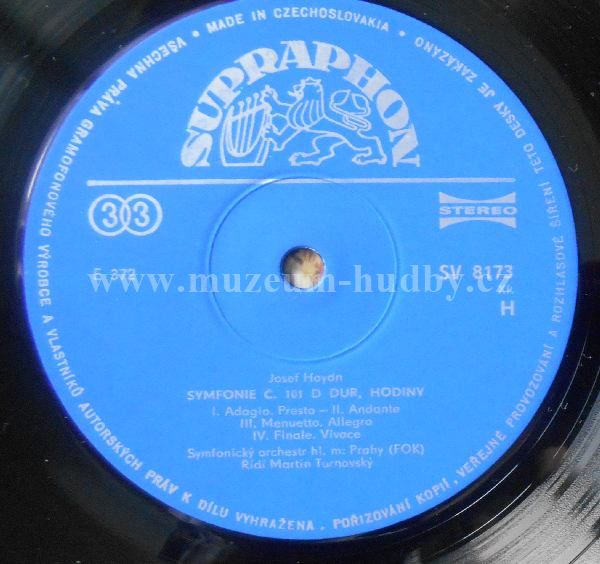 VŠECHNA PRÁVA GRAMOFONOVÉHO VÝROBCE A VLASTNÍKŮ AUTORSKÝCH PRÁV K DÍLU VYHRAŽENA. POŘIZOVÁNÍ KOPIÍ, VEŘEJNÉ PROVOZOVÁNÍ A ROZHLASOVÉ ŠÍŘENÍ TÉTO DESKY JE ZAKÁZÁNO
• MADE IN CZECHOSLOVAKIA •
SUPRAPHON
33
STEREO
SV 8173
H
www.muzeum-hudby.cz
Josef Haydn
SYMFONIE Č. 101 D DUR, HODINY
I. Adagio. Presto – II. Andante
III. Menuetto. Allegro
IV. Finale. Vivace
Symfonický orchestr hl. m. Prahy (FOK)
Řídí Martin Turnovský